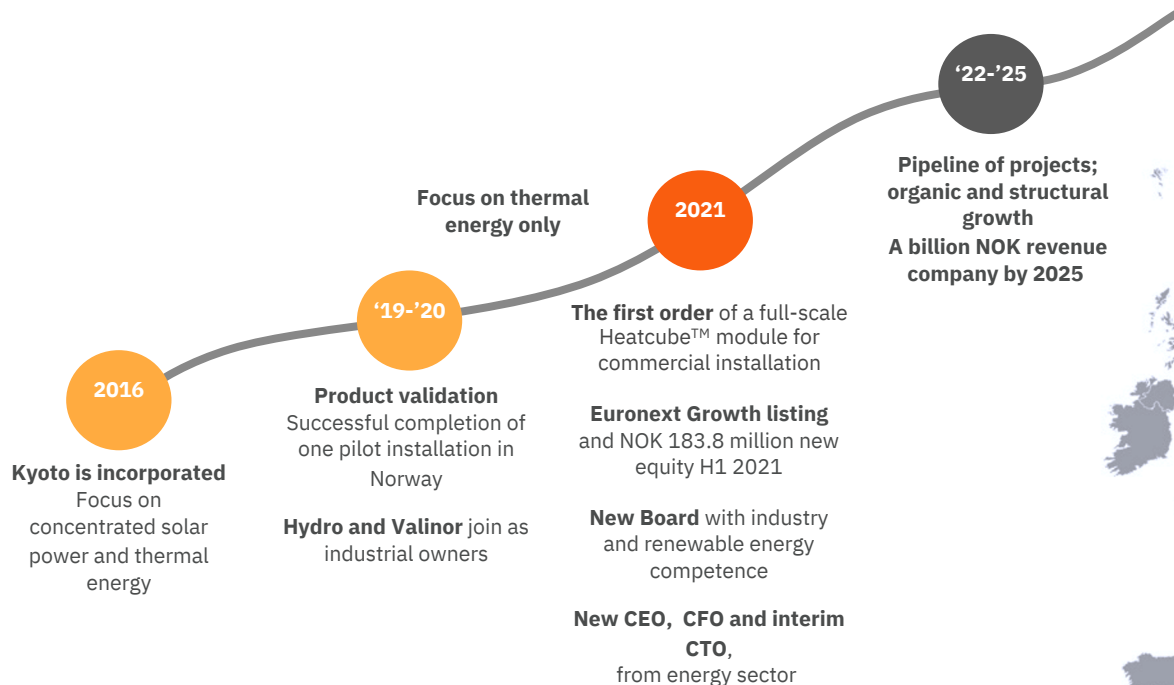 2016
Kyoto is incorporated
Focus on
concentrated solar
power and thermal
energy
‘19-’20
Product validation
Successful completion of
one pilot installation in
Norway
Hydro and Valinor join as
industrial owners
Focus on thermal
energy only
2021
The first order of a full-scale
Heatcube™ module for
commercial installation
Euronext Growth listing
and NOK 183.8 million new
equity H1 2021
New Board with industry
and renewable energy
competence
New CEO, CFO and interim
CTO,
from energy sector
‘22-’25
Pipeline of projects;
organic and structural
growth
A billion NOK revenue
company by 2025